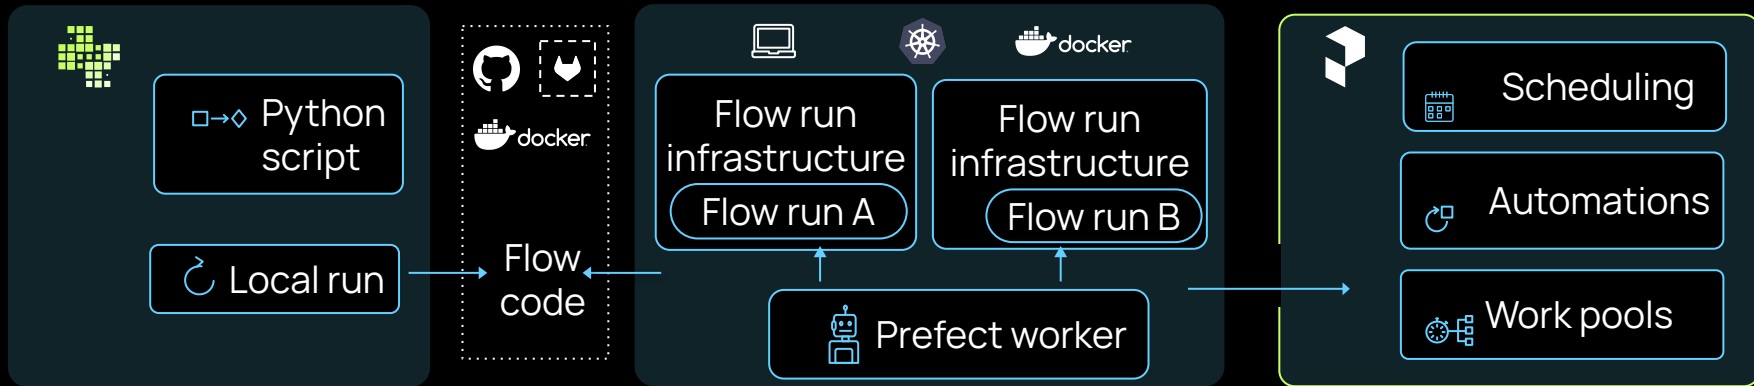 Python
script
Local run
docker
Flow
code
docker
Flow run
infrastructure
Flow run A
Flow run
infrastructure
Flow run B
Prefect worker
Scheduling
Automations
Work pools